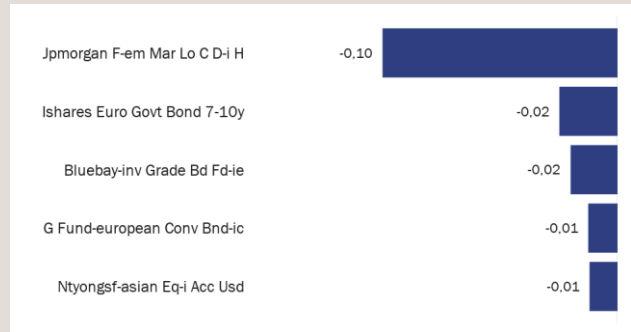 Jpmorgan F-em Mar Lo C D-i H -0,10
Ishares Euro Govt Bond 7-10y -0,02
Bluebay-inv Grade Bd Fd-ie -0,02
G Fund-european Conv Bnd-ic -0,01
Ntyongsf-asian Eq-i Acc Usd -0,01